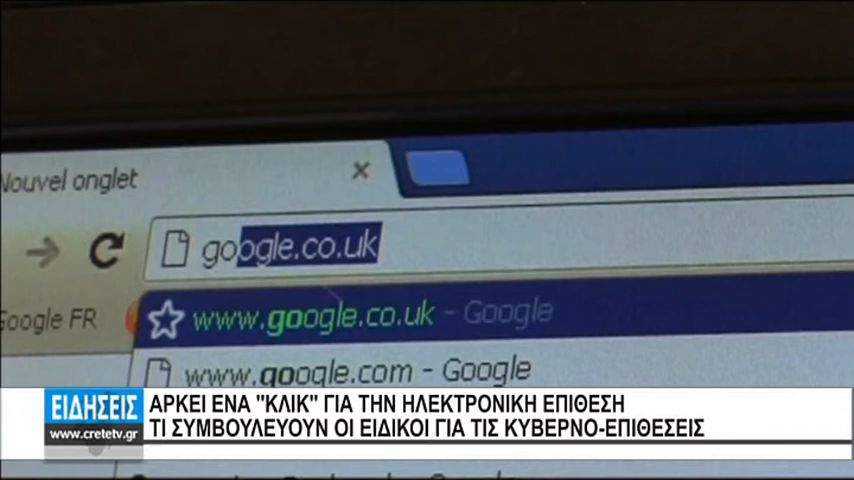 Nouvel onglet
google.co.uk
Google FR
www.google.co.uk - Google
www.google.com - Google
ΕΙΔΗΣΕΙΣ
www.cretetv.gr
ΑΡΚΕΙ ΕΝΑ "ΚΛΙΚ" ΓΙΑ ΤΗΝ ΗΛΕΚΤΡΟΝΙΚΗ ΕΠΙΘΕΣΗ
ΤΙ ΣΥΜΒΟΥΛΕΥΟΥΝ ΟΙ ΕΙΔΙΚΟΙ ΓΙΑ ΤΙΣ ΚΥΒΕΡΝΟ-ΕΠΙΘΕΣΕΙΣ